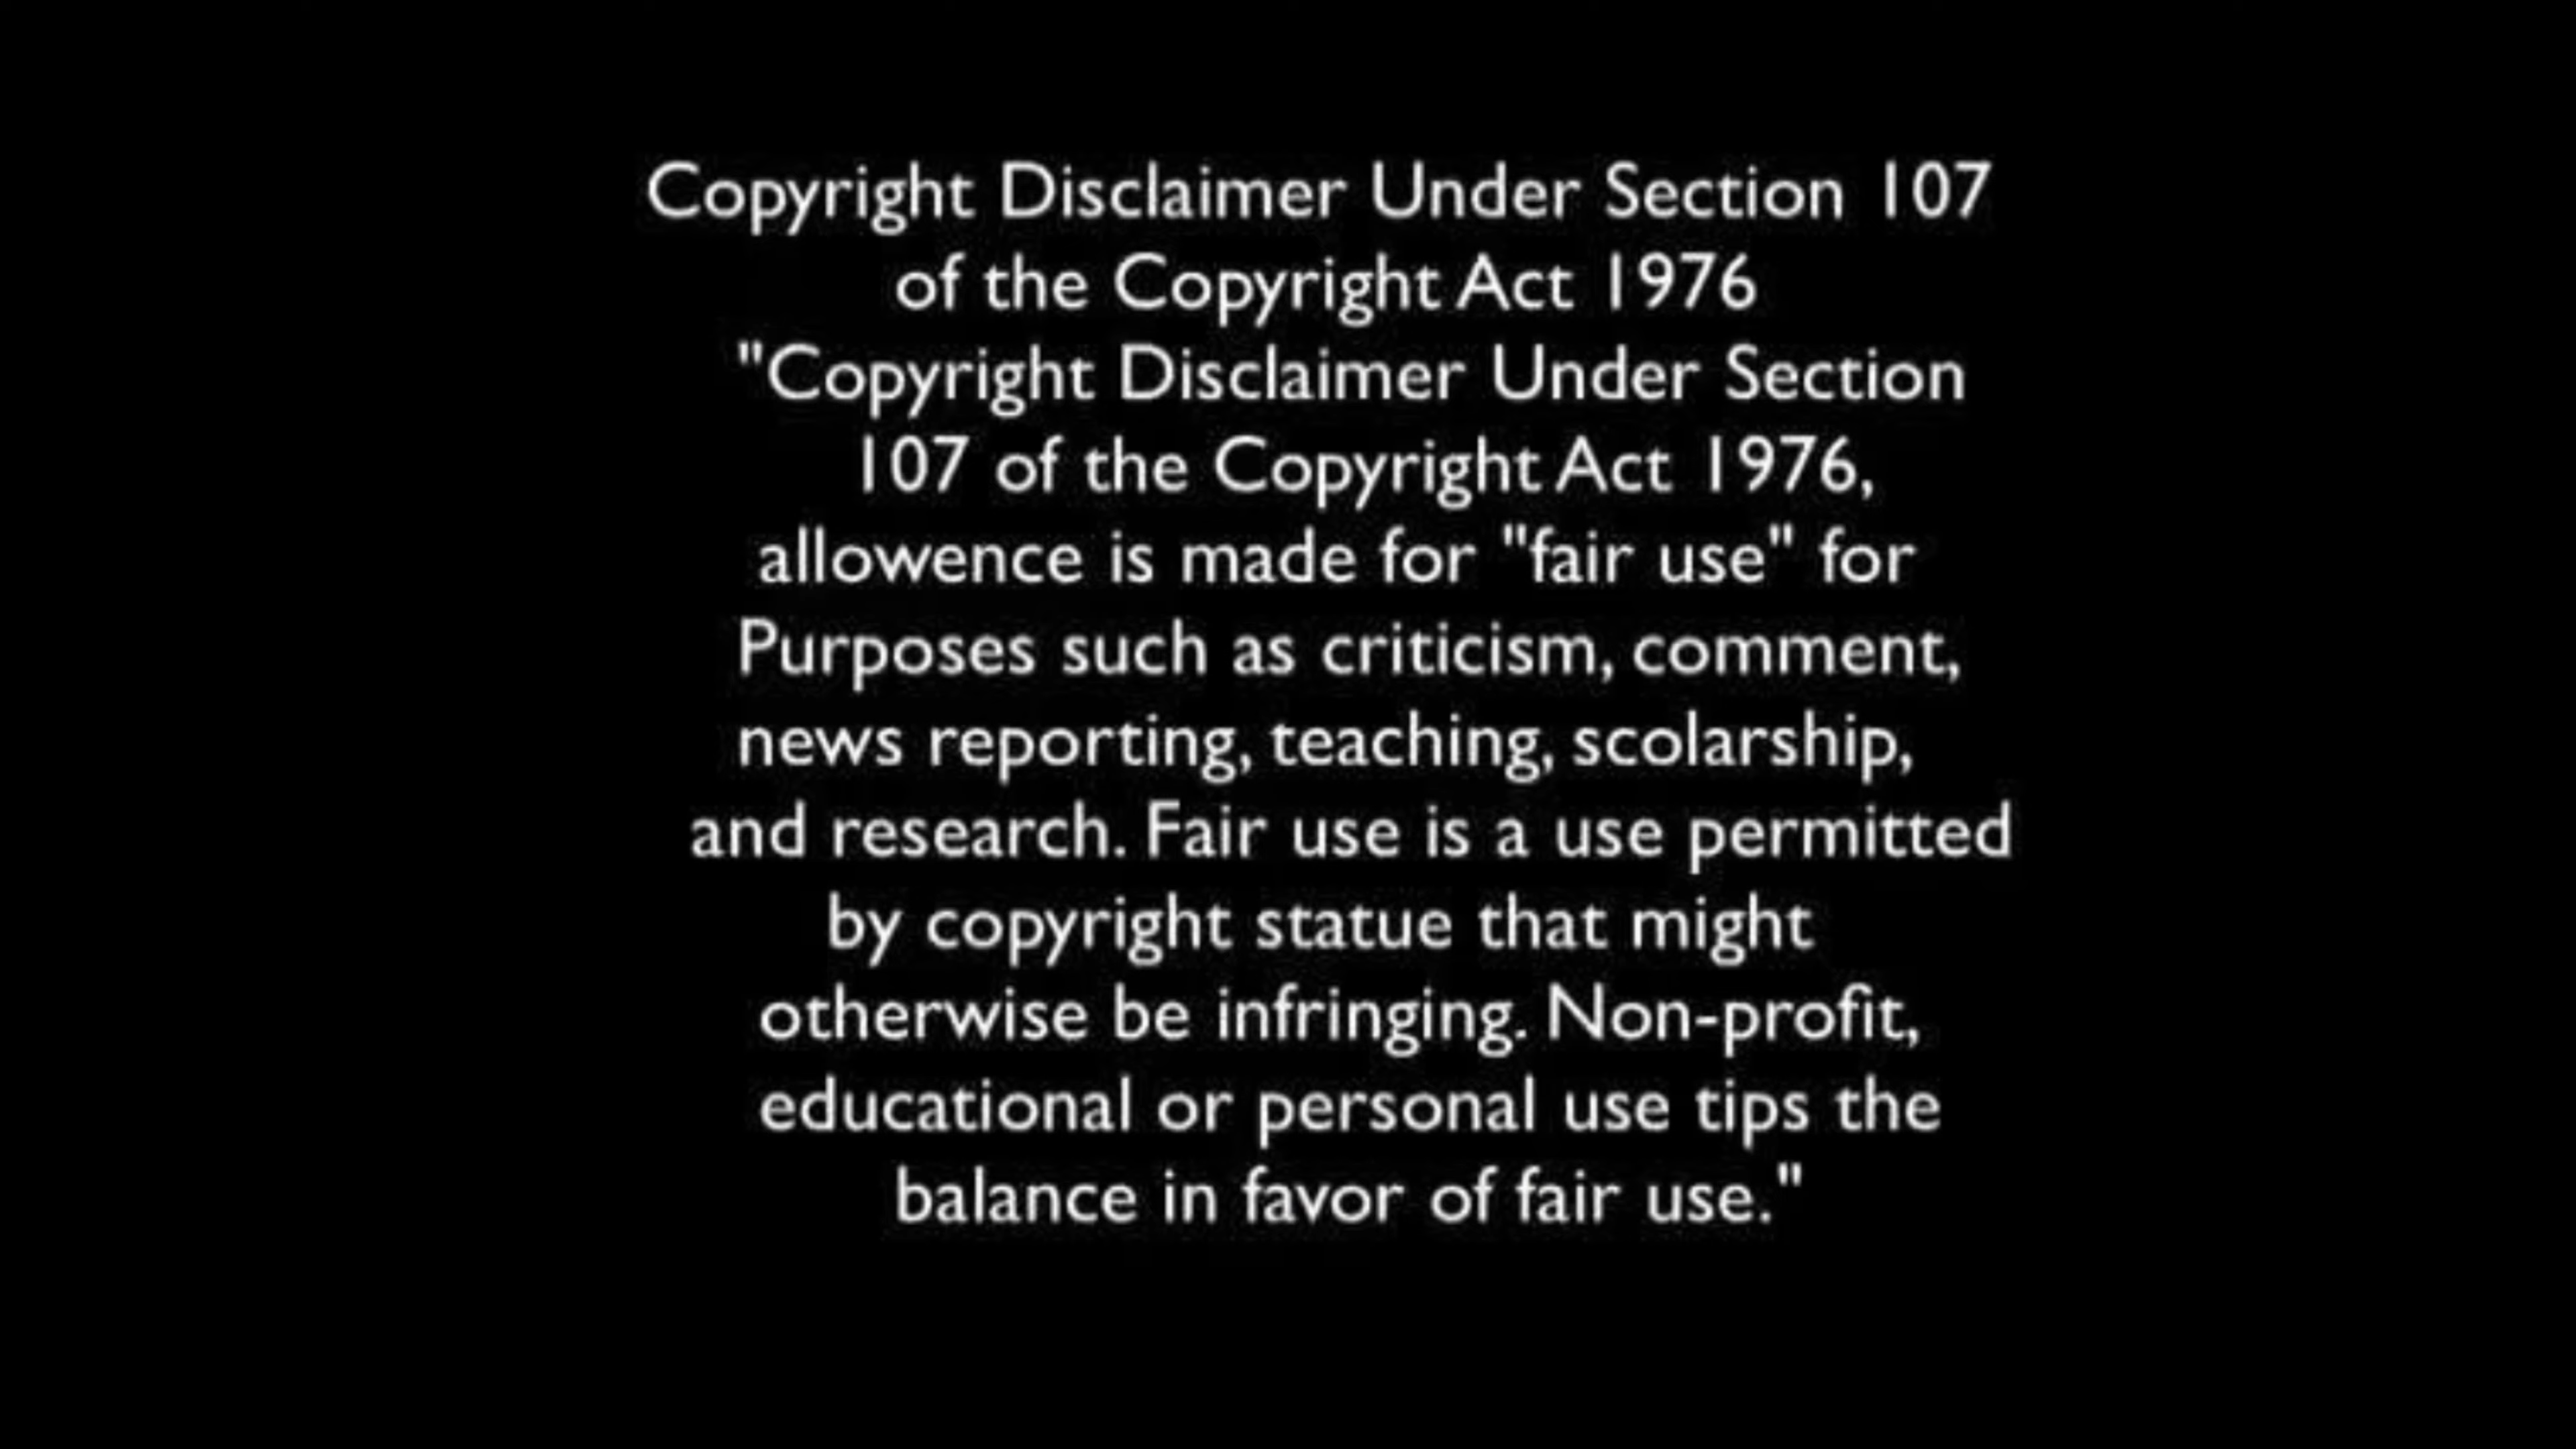 Copyright Disclaimer Under Section 107
of the Copyright Act 1976
"Copyright Disclaimer Under Section
107 of the Copyright Act 1976,
allowence is made for "fair use" for
Purposes such as criticism, comment,
news reporting, teaching, scolarship,
and research. Fair use is a use permitted
by copyright statue that might
otherwise be infringing. Non-profit,
educational or personal use tips the
balance in favor of fair use."